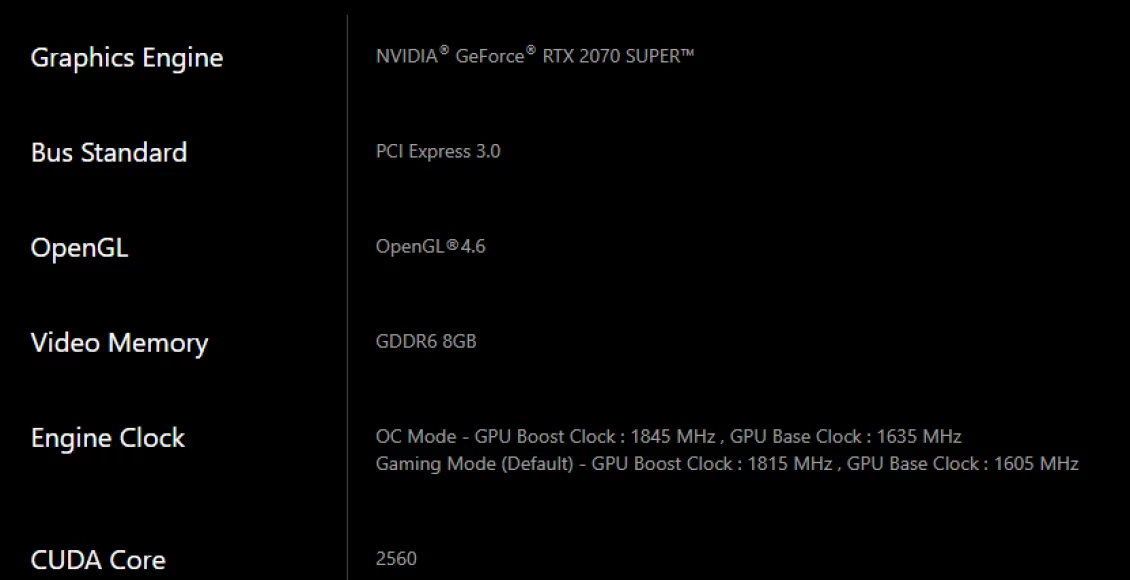 Graphics Engine NVIDIA® GeForce® RTX 2070 SUPER™
Bus Standard PCI Express 3.0
OpenGL OpenGL®4.6
Video Memory GDDR6 8GB
Engine Clock OC Mode - GPU Boost Clock : 1845 MHz , GPU Base Clock : 1635 MHz
Gaming Mode (Default) - GPU Boost Clock : 1815 MHz , GPU Base Clock : 1605 MHz
CUDA Core 2560